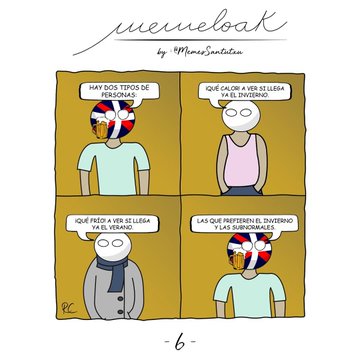 memeloak
by: @MemesSantutxu
HAY DOS TIPOS DE
PERSONAS:
¡QUÉ CALOR! A VER SI LLEGA
YA EL INVIERNO.
¡QUÉ FRÍO! A VER SI LLEGA
YA EL VERANO.
LAS QUE PREFIEREN EL INVIERNO
Y LAS SUBNORMALES.
RC
- 6 -